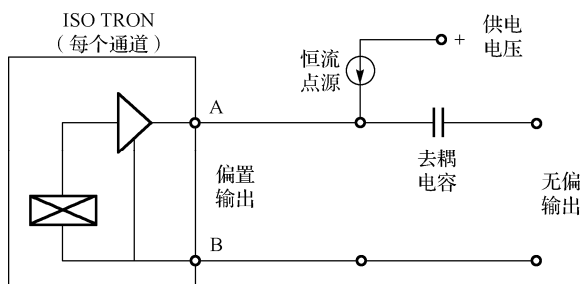 ISO TRON
（每个通道）
供电
电压
+
恒流
点源
A
去耦
电容
偏置
输出
无偏
输出
B